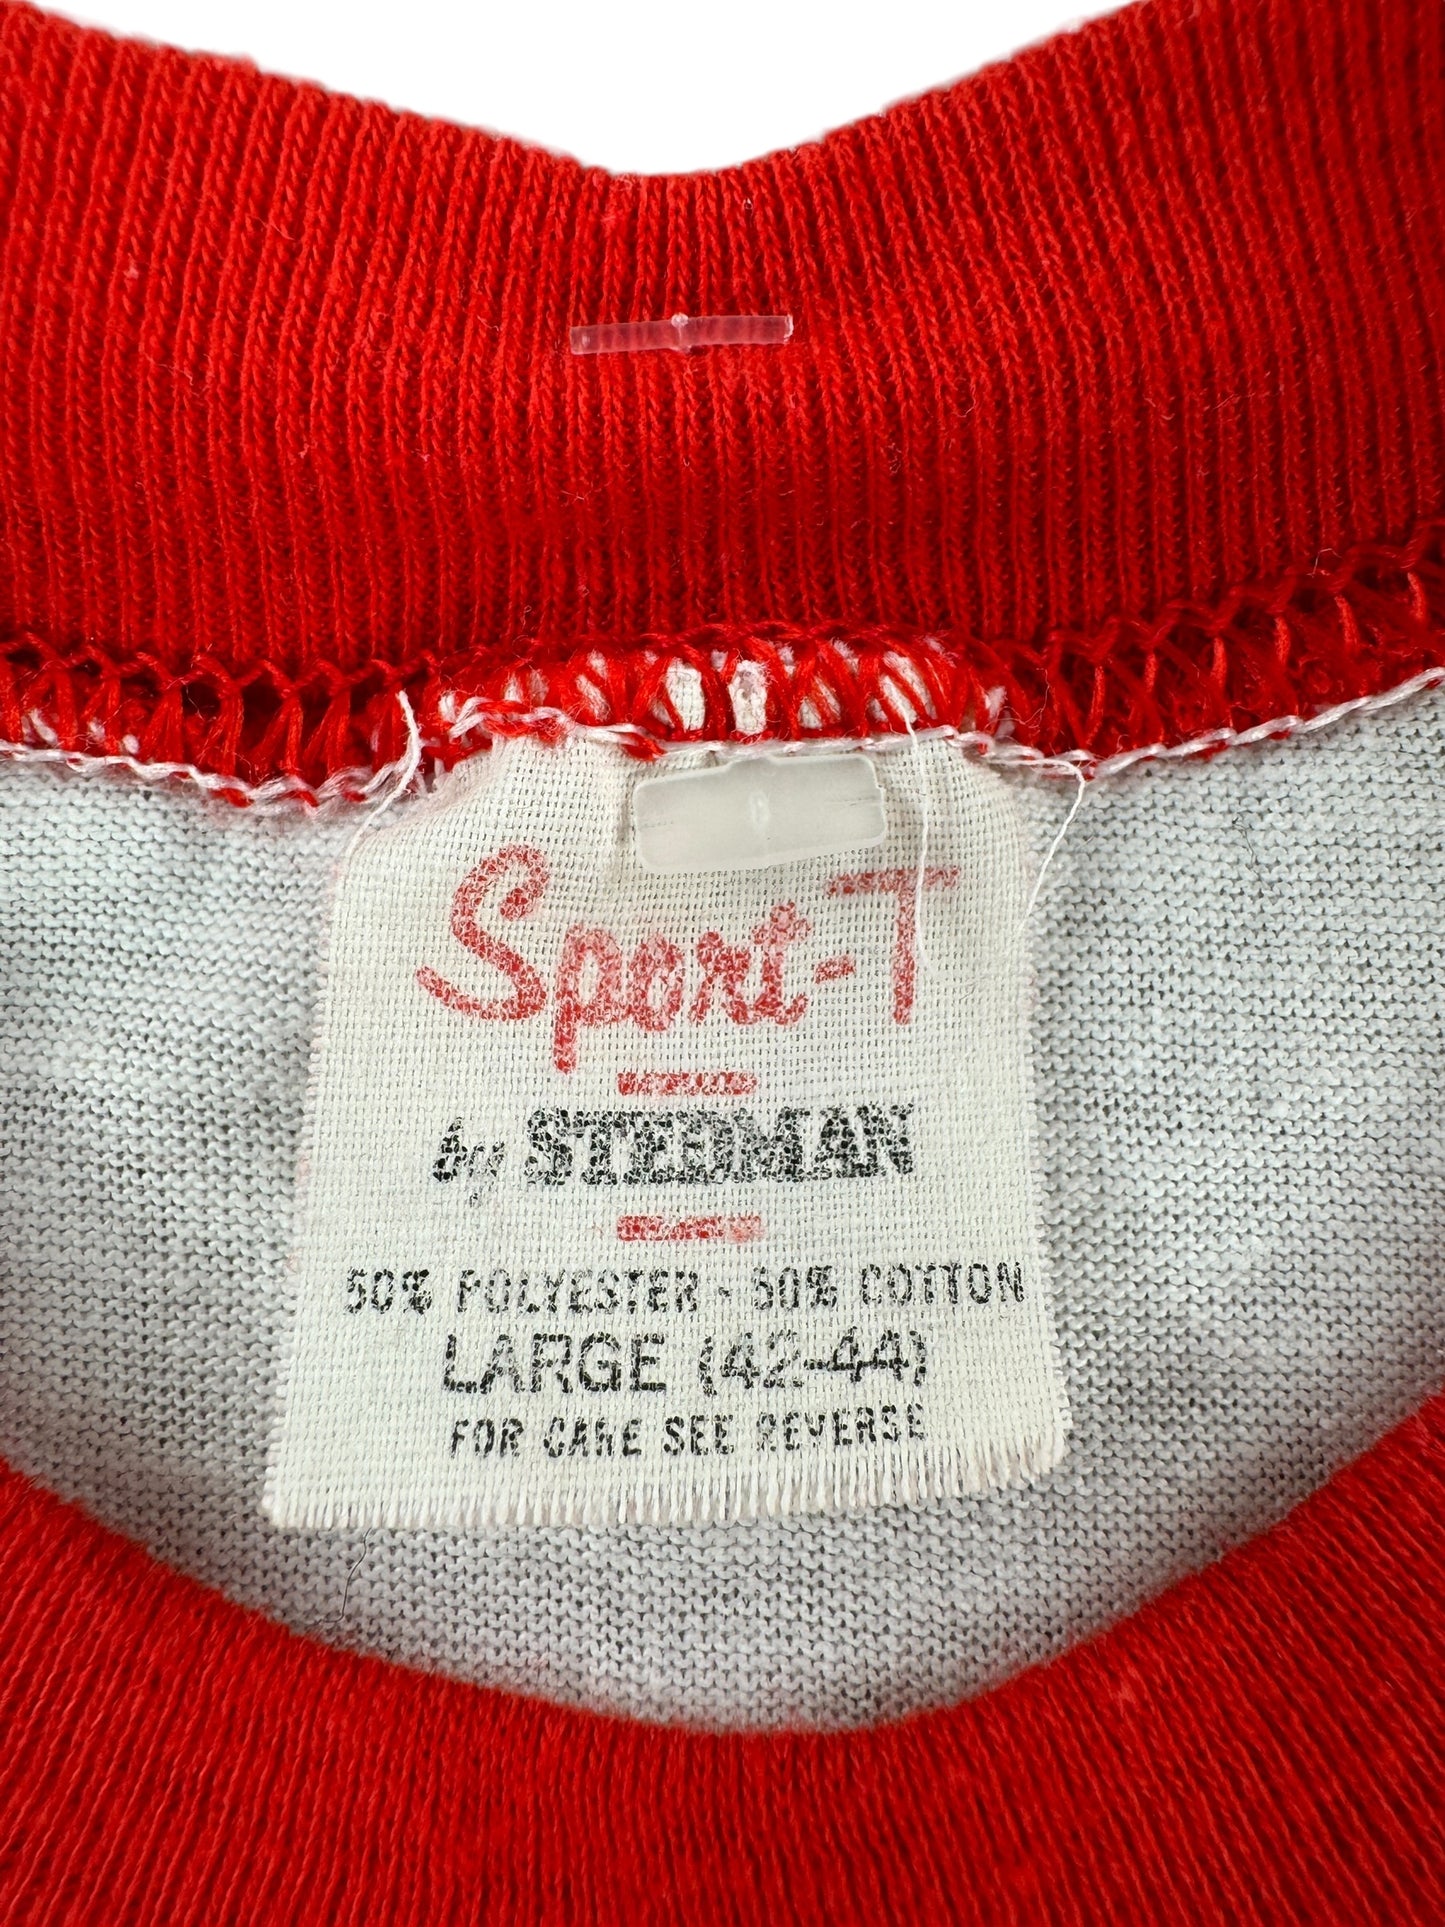 Sport-T
by STEDMAN
50% POLYESTER - 50% COTTON
LARGE (42-44)
FOR CARE SEE REVERSE